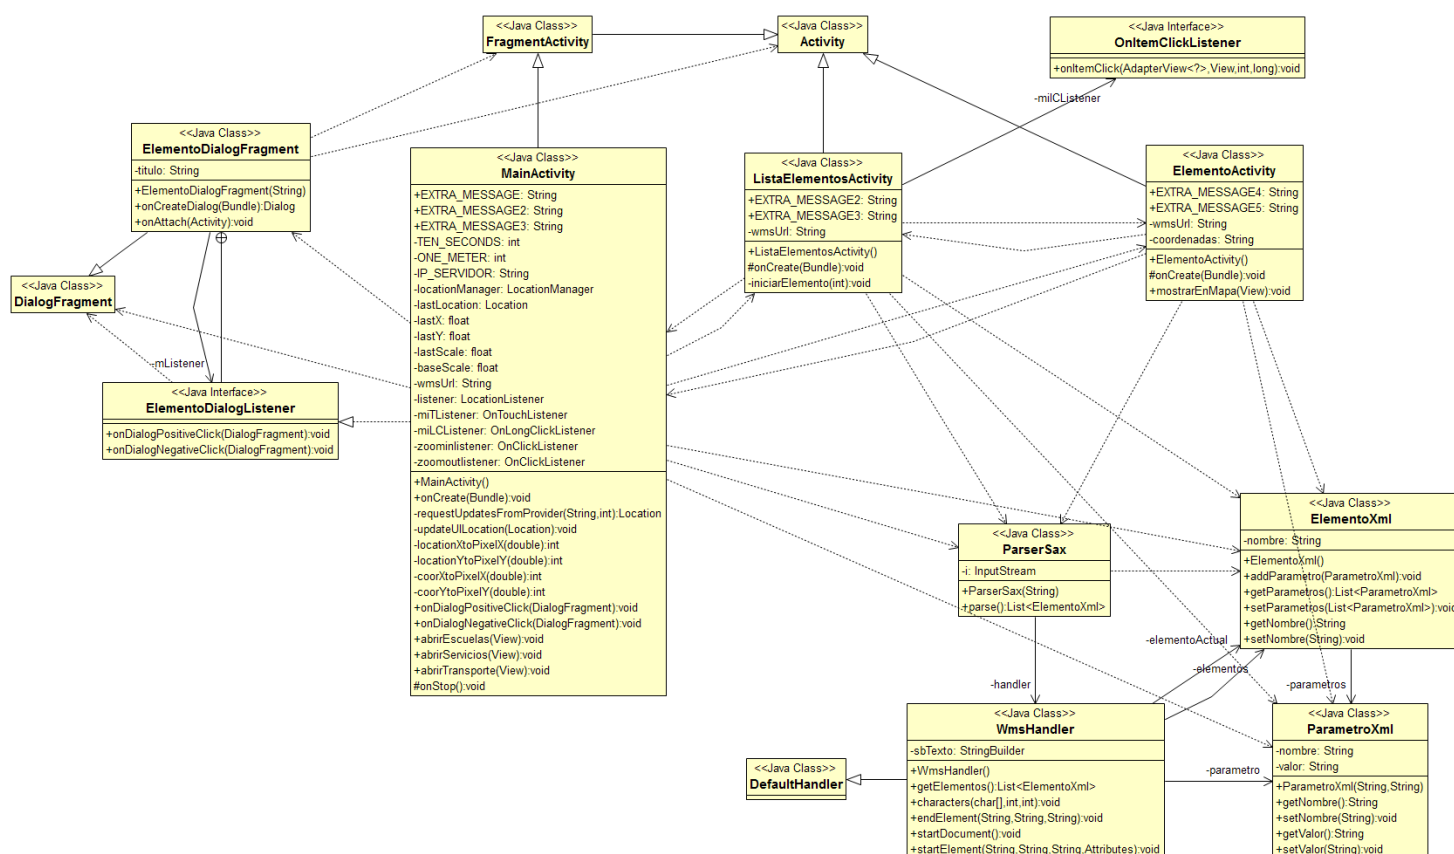 <<Java Class>>
FragmentActivity
<<Java Class>>
Activity
<<Java Interface>>
OnItemClickListener
+onItemClick(AdapterView<?>,View,int,long):void
-milCListener
<<Java Class>>
ElementoDialogFragment
-titulo: String
+ElementoDialogFragment(String)
+onCreateDialog(Bundle):Dialog
+onAttach(Activity):void
<<Java Class>>
MainActivity
+EXTRA_MESSAGE: String
+EXTRA_MESSAGE2: String
+EXTRA_MESSAGE3: String
-TEN_SECONDS: int
-ONE_METER: int
-IP_SERVIDOR: String
-locationManager: LocationManager
-lastLocation: Location
-lastX: float
-lastY: float
-lastScale: float
-baseScale: float
-wmsUrl: String
-listener: LocationListener
-miTListener: OnTouchListener
-miLCListener: OnLongClickListener
-zoominlistener: OnClickListener
-zoomoutlistener: OnClickListener
+MainActivity()
+onCreate(Bundle):void
-requestUpdatesFromProvider(String,int):Location
-updateUILocation(Location):void
-locationXtoPixelX(double):int
-locationYtoPixelY(double):int
-coorXtoPixelX(double):int
-coorYtoPixelY(double):int
+onDialogPositiveClick(DialogFragment):void
+onDialogNegativeClick(DialogFragment):void
+abrirEscuelas(View):void
+abrirServicios(View):void
+abrirTransporte(View):void
#onStop():void
<<Java Class>>
ListaElementosActivity
+EXTRA_MESSAGE2: String
+EXTRA_MESSAGE3: String
-wmsUrl: String
+ListaElementosActivity()
#onCreate(Bundle):void
-iniciarElemento(int):void
<<Java Class>>
ElementoActivity
+EXTRA_MESSAGE4: String
+EXTRA_MESSAGE5: String
-wmsUrl: String
-coordenadas: String
+ElementoActivity()
#onCreate(Bundle):void
+mostrarEnMapa(View):void
<<Java Class>>
DialogFragment
-mListener
<<Java Interface>>
ElementoDialogListener
+onDialogPositiveClick(DialogFragment):void
+onDialogNegativeClick(DialogFragment):void
<<Java Class>>
ParserSax
-i: InputStream
+ParserSax(String)
+parse():List<ElementoXml>
<<Java Class>>
ElementoXml
-nombre: String
+ElementoXml()
+addParametro(ParametroXml):void
+getParametros():List<ParametroXml>
+setParametros(List<ParametroXml>):void
+getNombre():String
+setNombre(String):void
-elementoActual
-elementos
-handler
-parametros
<<Java Class>>
WmsHandler
-sbTexto: StringBuilder
+WmsHandler()
+getElementos():List<ElementoXml>
+characters(char[],int,int):void
+endElement(String,String,String):void
+startDocument():void
+startElement(String,String,String,Attributes):void
-parametro
<<Java Class>>
DefaultHandler
<<Java Class>>
ParametroXml
-nombre: String
-valor: String
+ParametroXml(String,String)
+getNombre():String
+setNombre(String):void
+getValor():String
+setValor(String):void